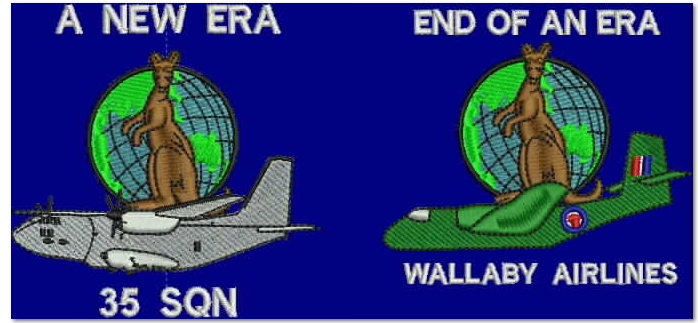 A NEW ERA
35 SQN
END OF AN ERA
WALLABY AIRLINES